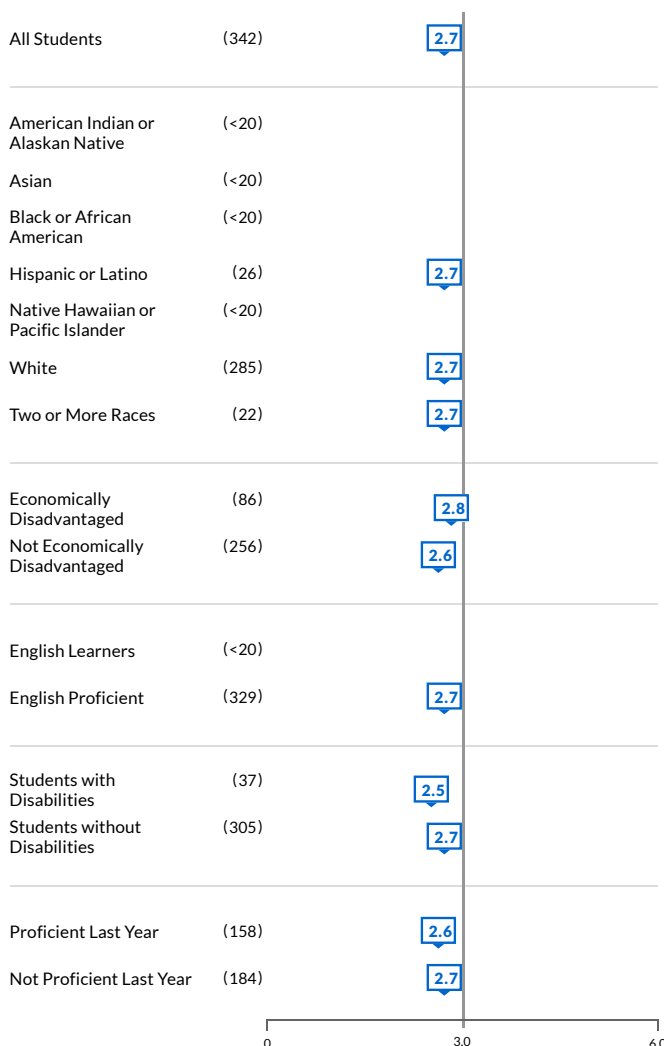 All Students (342) 2.7
American Indian or (<20)
Alaskan Native
Asian (<20)
Black or African (<20)
American
Hispanic or Latino (26) 2.7
Native Hawaiian or (<20)
Pacific Islander
White (285) 2.7
Two or More Races (22) 2.7
Economically (86) 2.8
Disadvantaged
Not Economically (256) 2.6
Disadvantaged
English Learners (<20)
English Proficient (329) 2.7
Students with (37) 2.5
Disabilities
Students without (305) 2.7
Disabilities
Proficient Last Year (158) 2.6
Not Proficient Last Year (184) 2.7
0 3.0 6.0